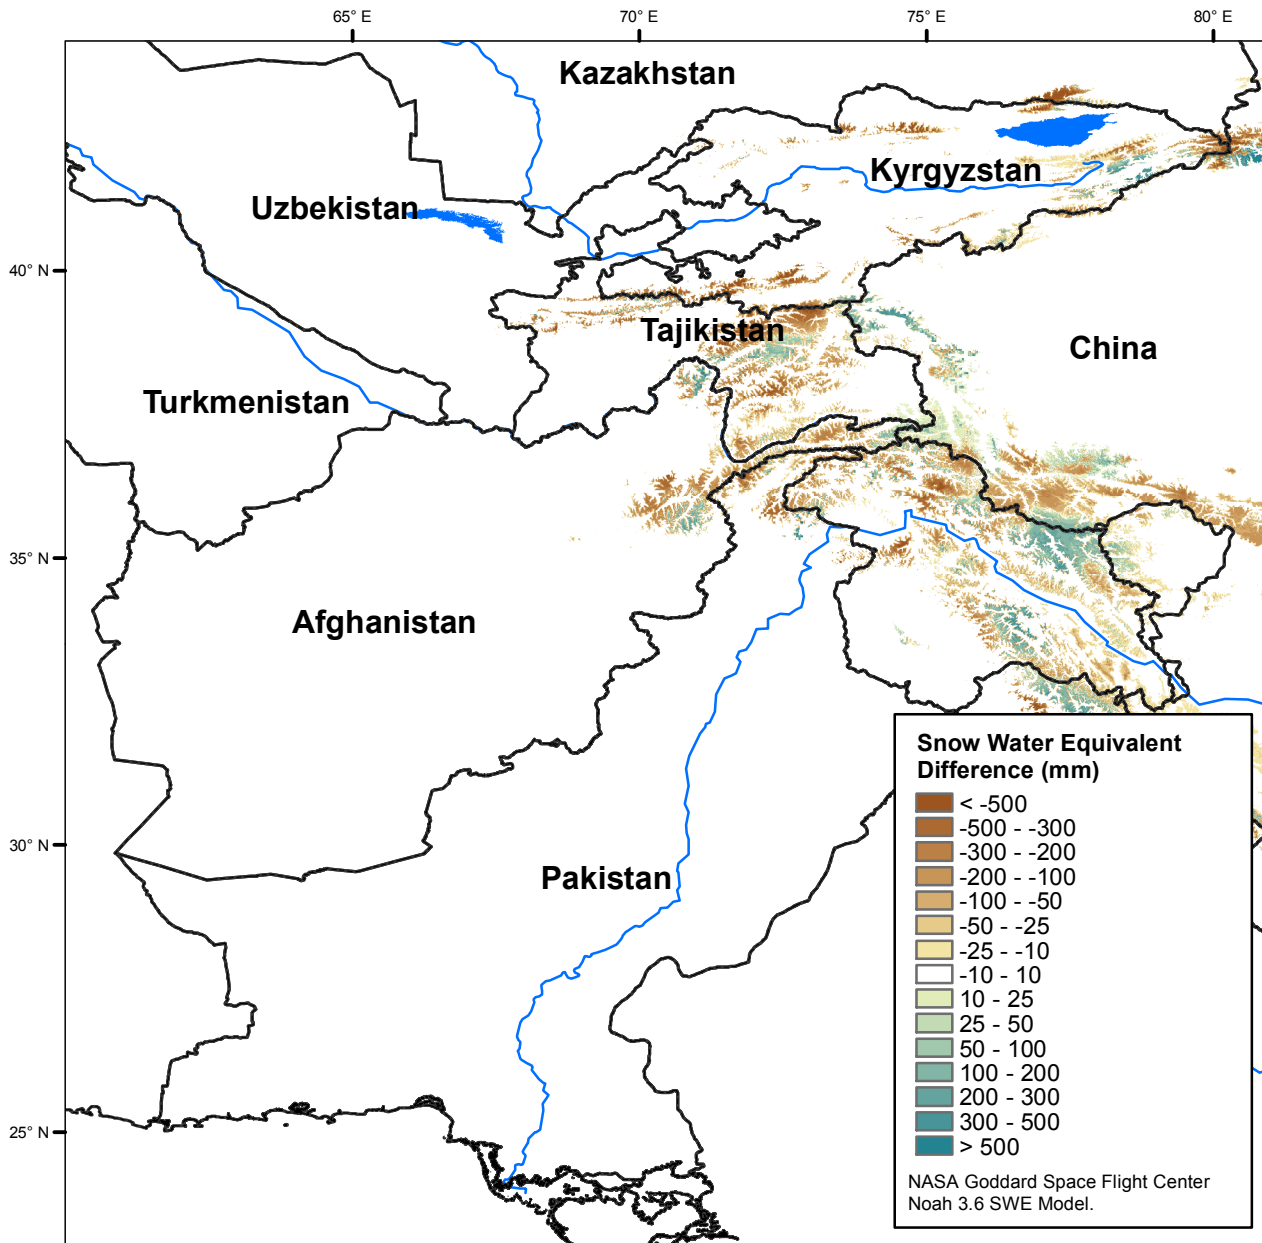 65° E
70° E
75° E
80° E
Kazakhstan
Kyrgyzstan
Uzbekistan
40° N
Tajikistan
China
Turkmenistan
35° N
Afghanistan
Snow Water Equivalent
Difference (mm)
< -500
-500 - -300
30° N
-300 - -200
-200 - -100
Pakistan
-100 - -50
-50 - -25
-25 - -10
-10 - 10
10 - 25
25 - 50
50 - 100
100 - 200
200 - 300
300 - 500
25° N
> 500
NASA Goddard Space Flight Center
Noah 3.6 SWE Model.